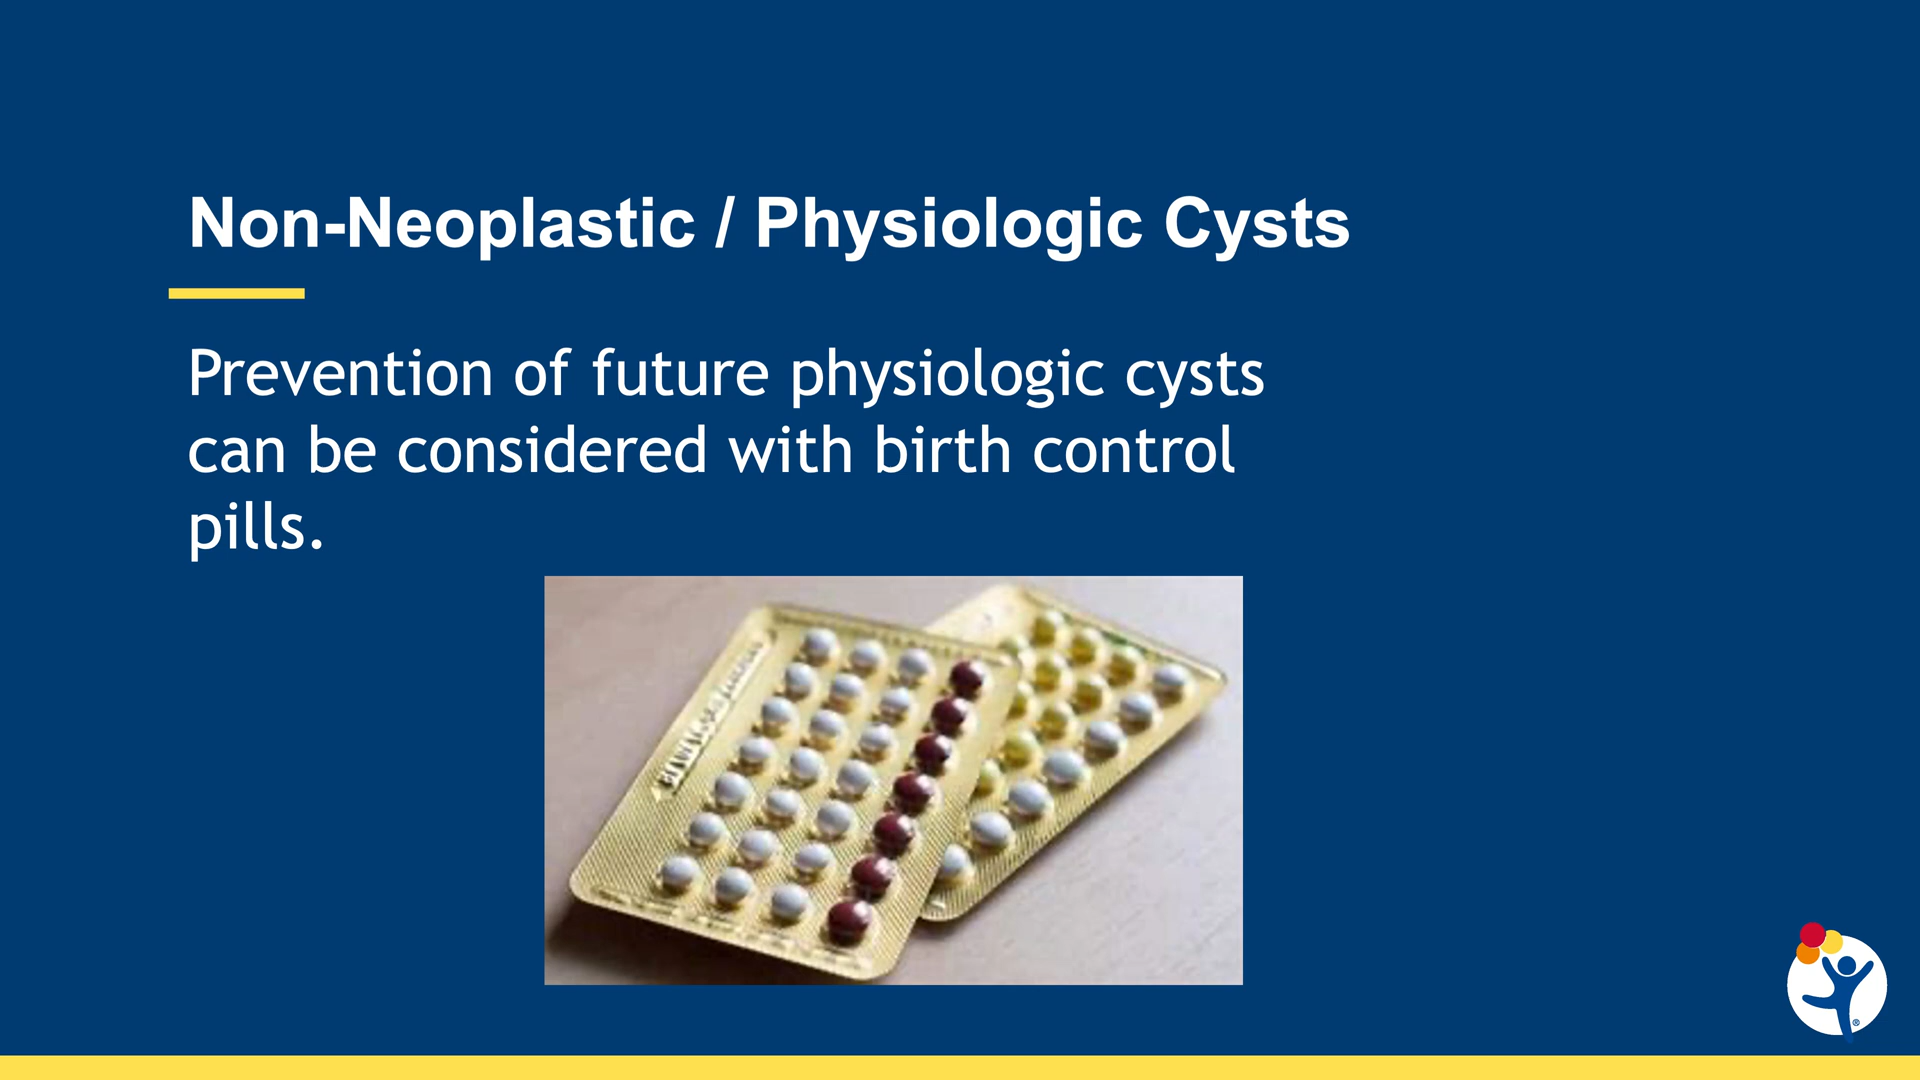 Non-Neoplastic / Physiologic Cysts
Prevention of future physiologic cysts
can be considered with birth control
pills.
®